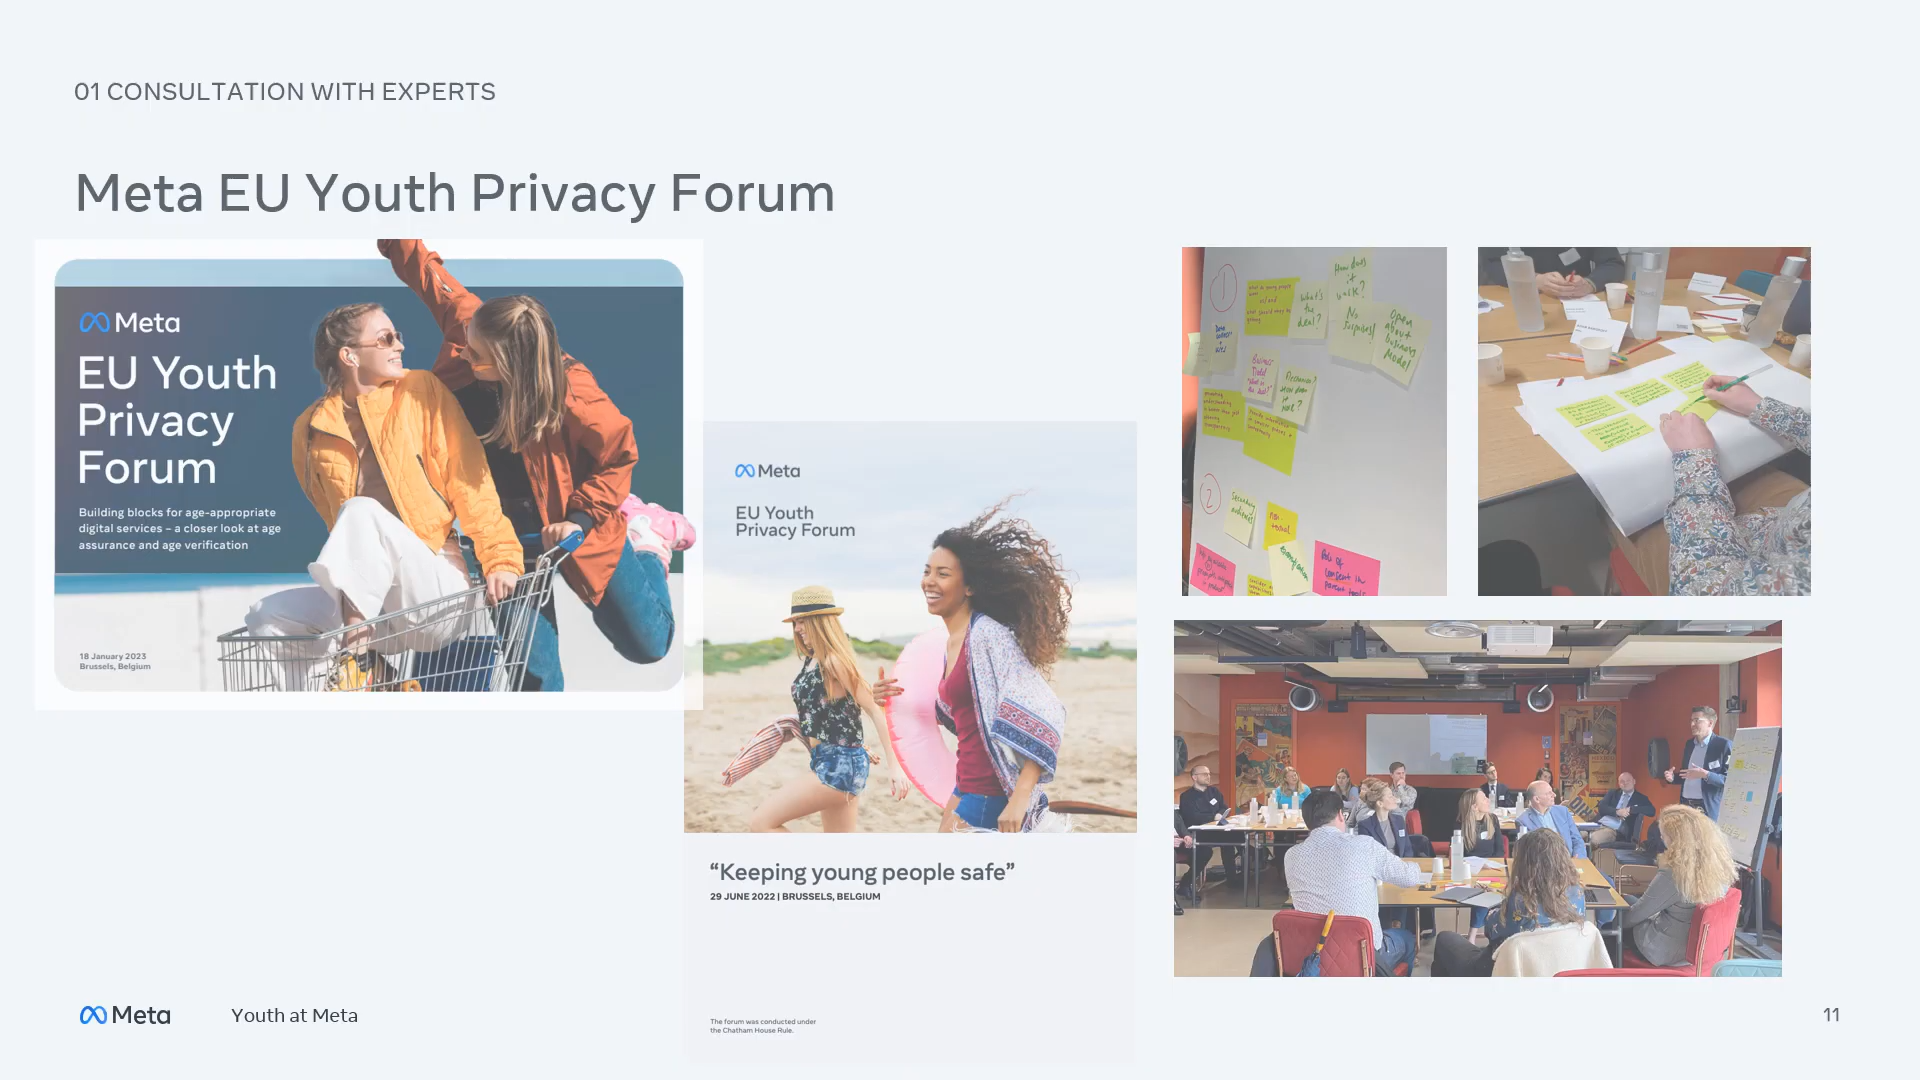 01 CONSULTATION WITH EXPERTS
Meta EU Youth Privacy Forum
Meta
EU Youth
Privacy
Forum
Building blocks for age-appropriate
digital services – a closer look at age
assurance and age verification
18 January 2023
Brussels, Belgium
Meta
EU Youth
Privacy Forum
“Keeping young people safe”
29 JUNE 2022 | BRUSSELS, BELGIUM
The forum was conducted under
the Chatham House Rule.
1
How does
it
work?
What's
the
deal?
No
surprises!
Open
about
business
model
2
Meta
Youth at Meta
11